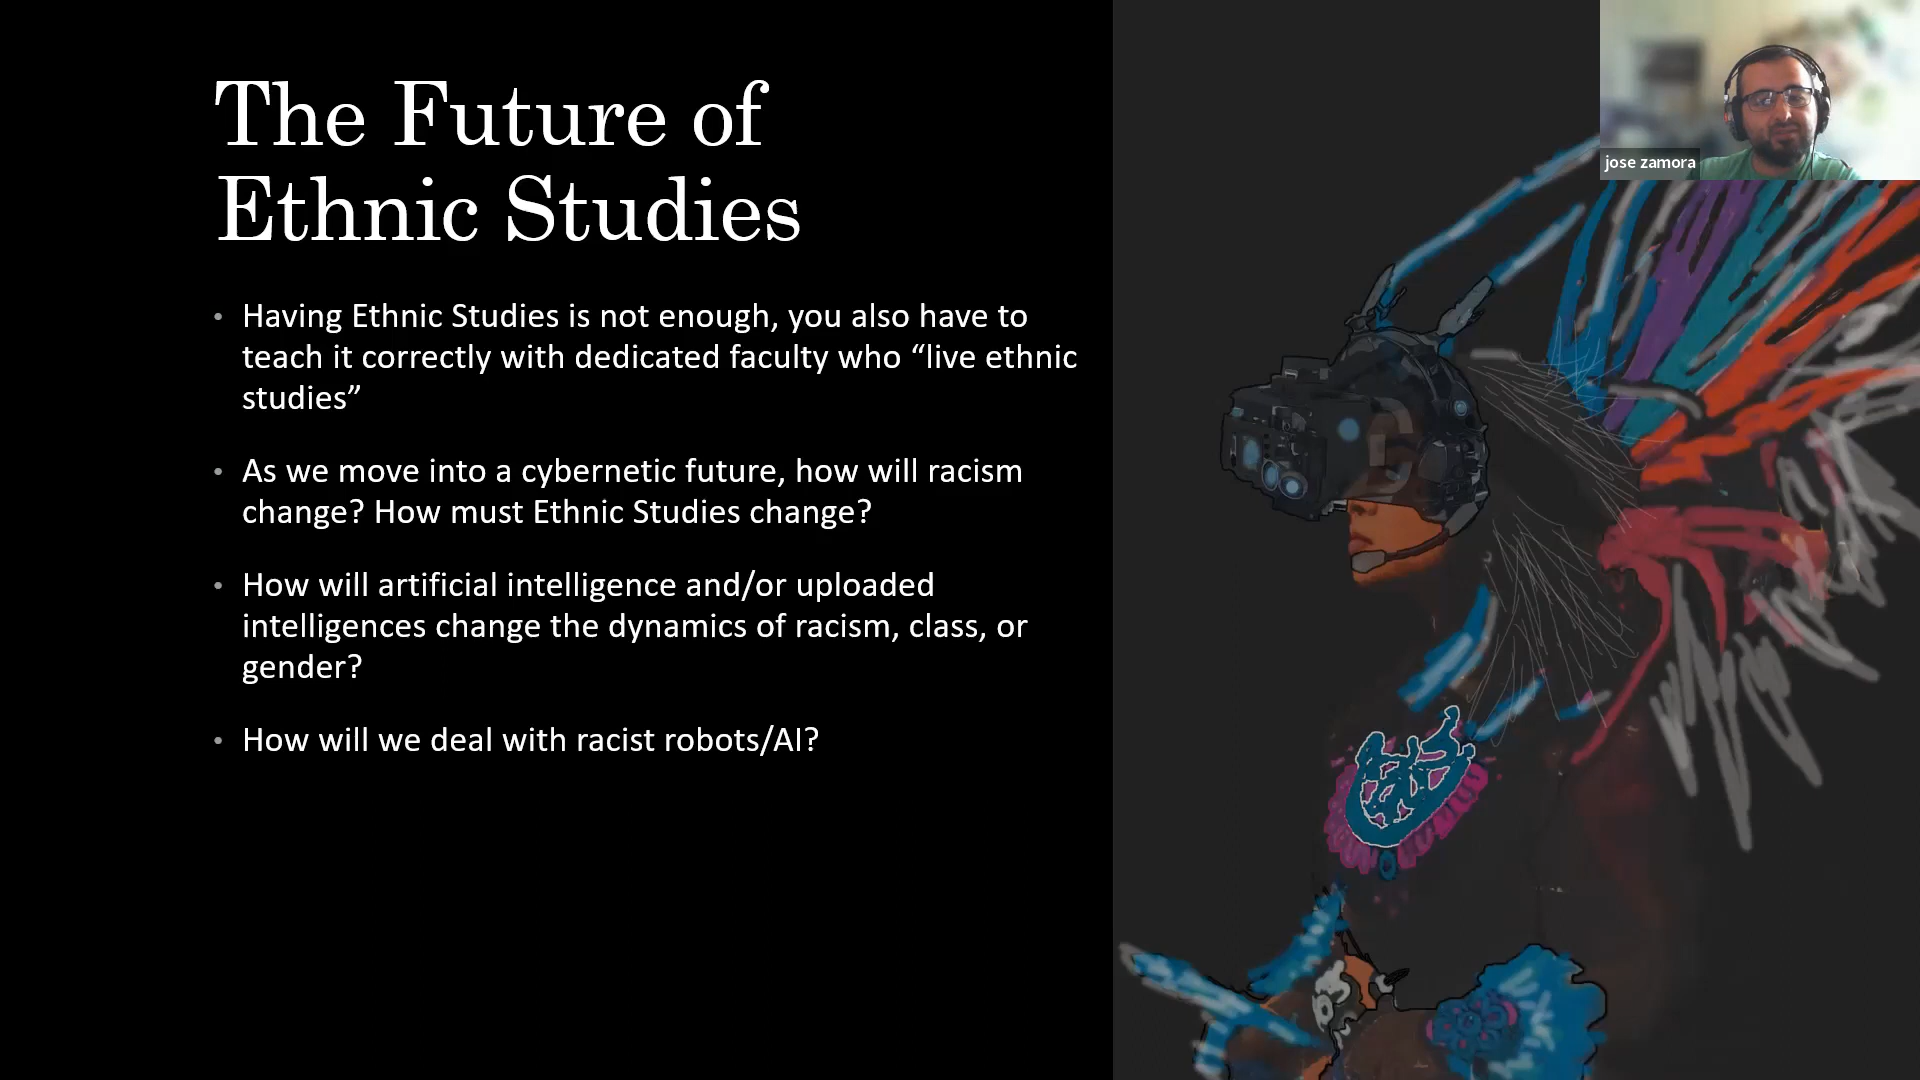 The Future of
Ethnic Studies
• Having Ethnic Studies is not enough, you also have to
teach it correctly with dedicated faculty who “live ethnic
studies”
• As we move into a cybernetic future, how will racism
change? How must Ethnic Studies change?
• How will artificial intelligence and/or uploaded
intelligences change the dynamics of racism, class, or
gender?
• How will we deal with racist robots/AI?
jose zamora